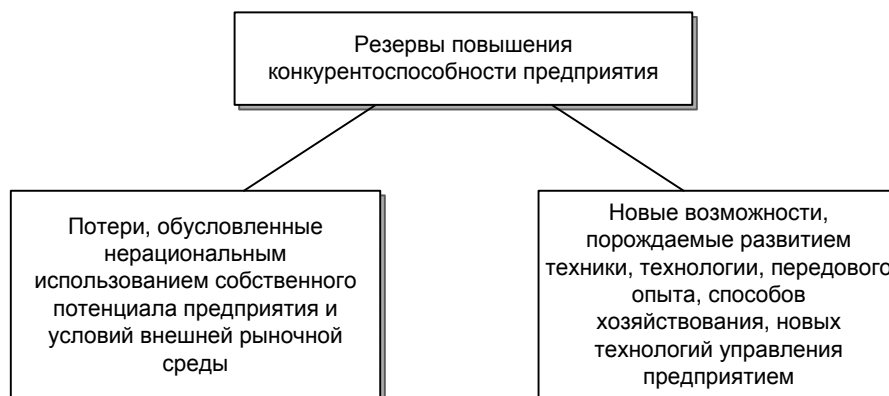 Резервы повышения
конкурентоспособности предприятия
Потери, обусловленные
нерациональным
использованием собственного
потенциала предприятия и
условий внешней рыночной
среды
Новые возможности,
порождаемые развитием
техники, технологии, передового
опыта, способов
хозяйствования, новых
технологий управления
предприятием